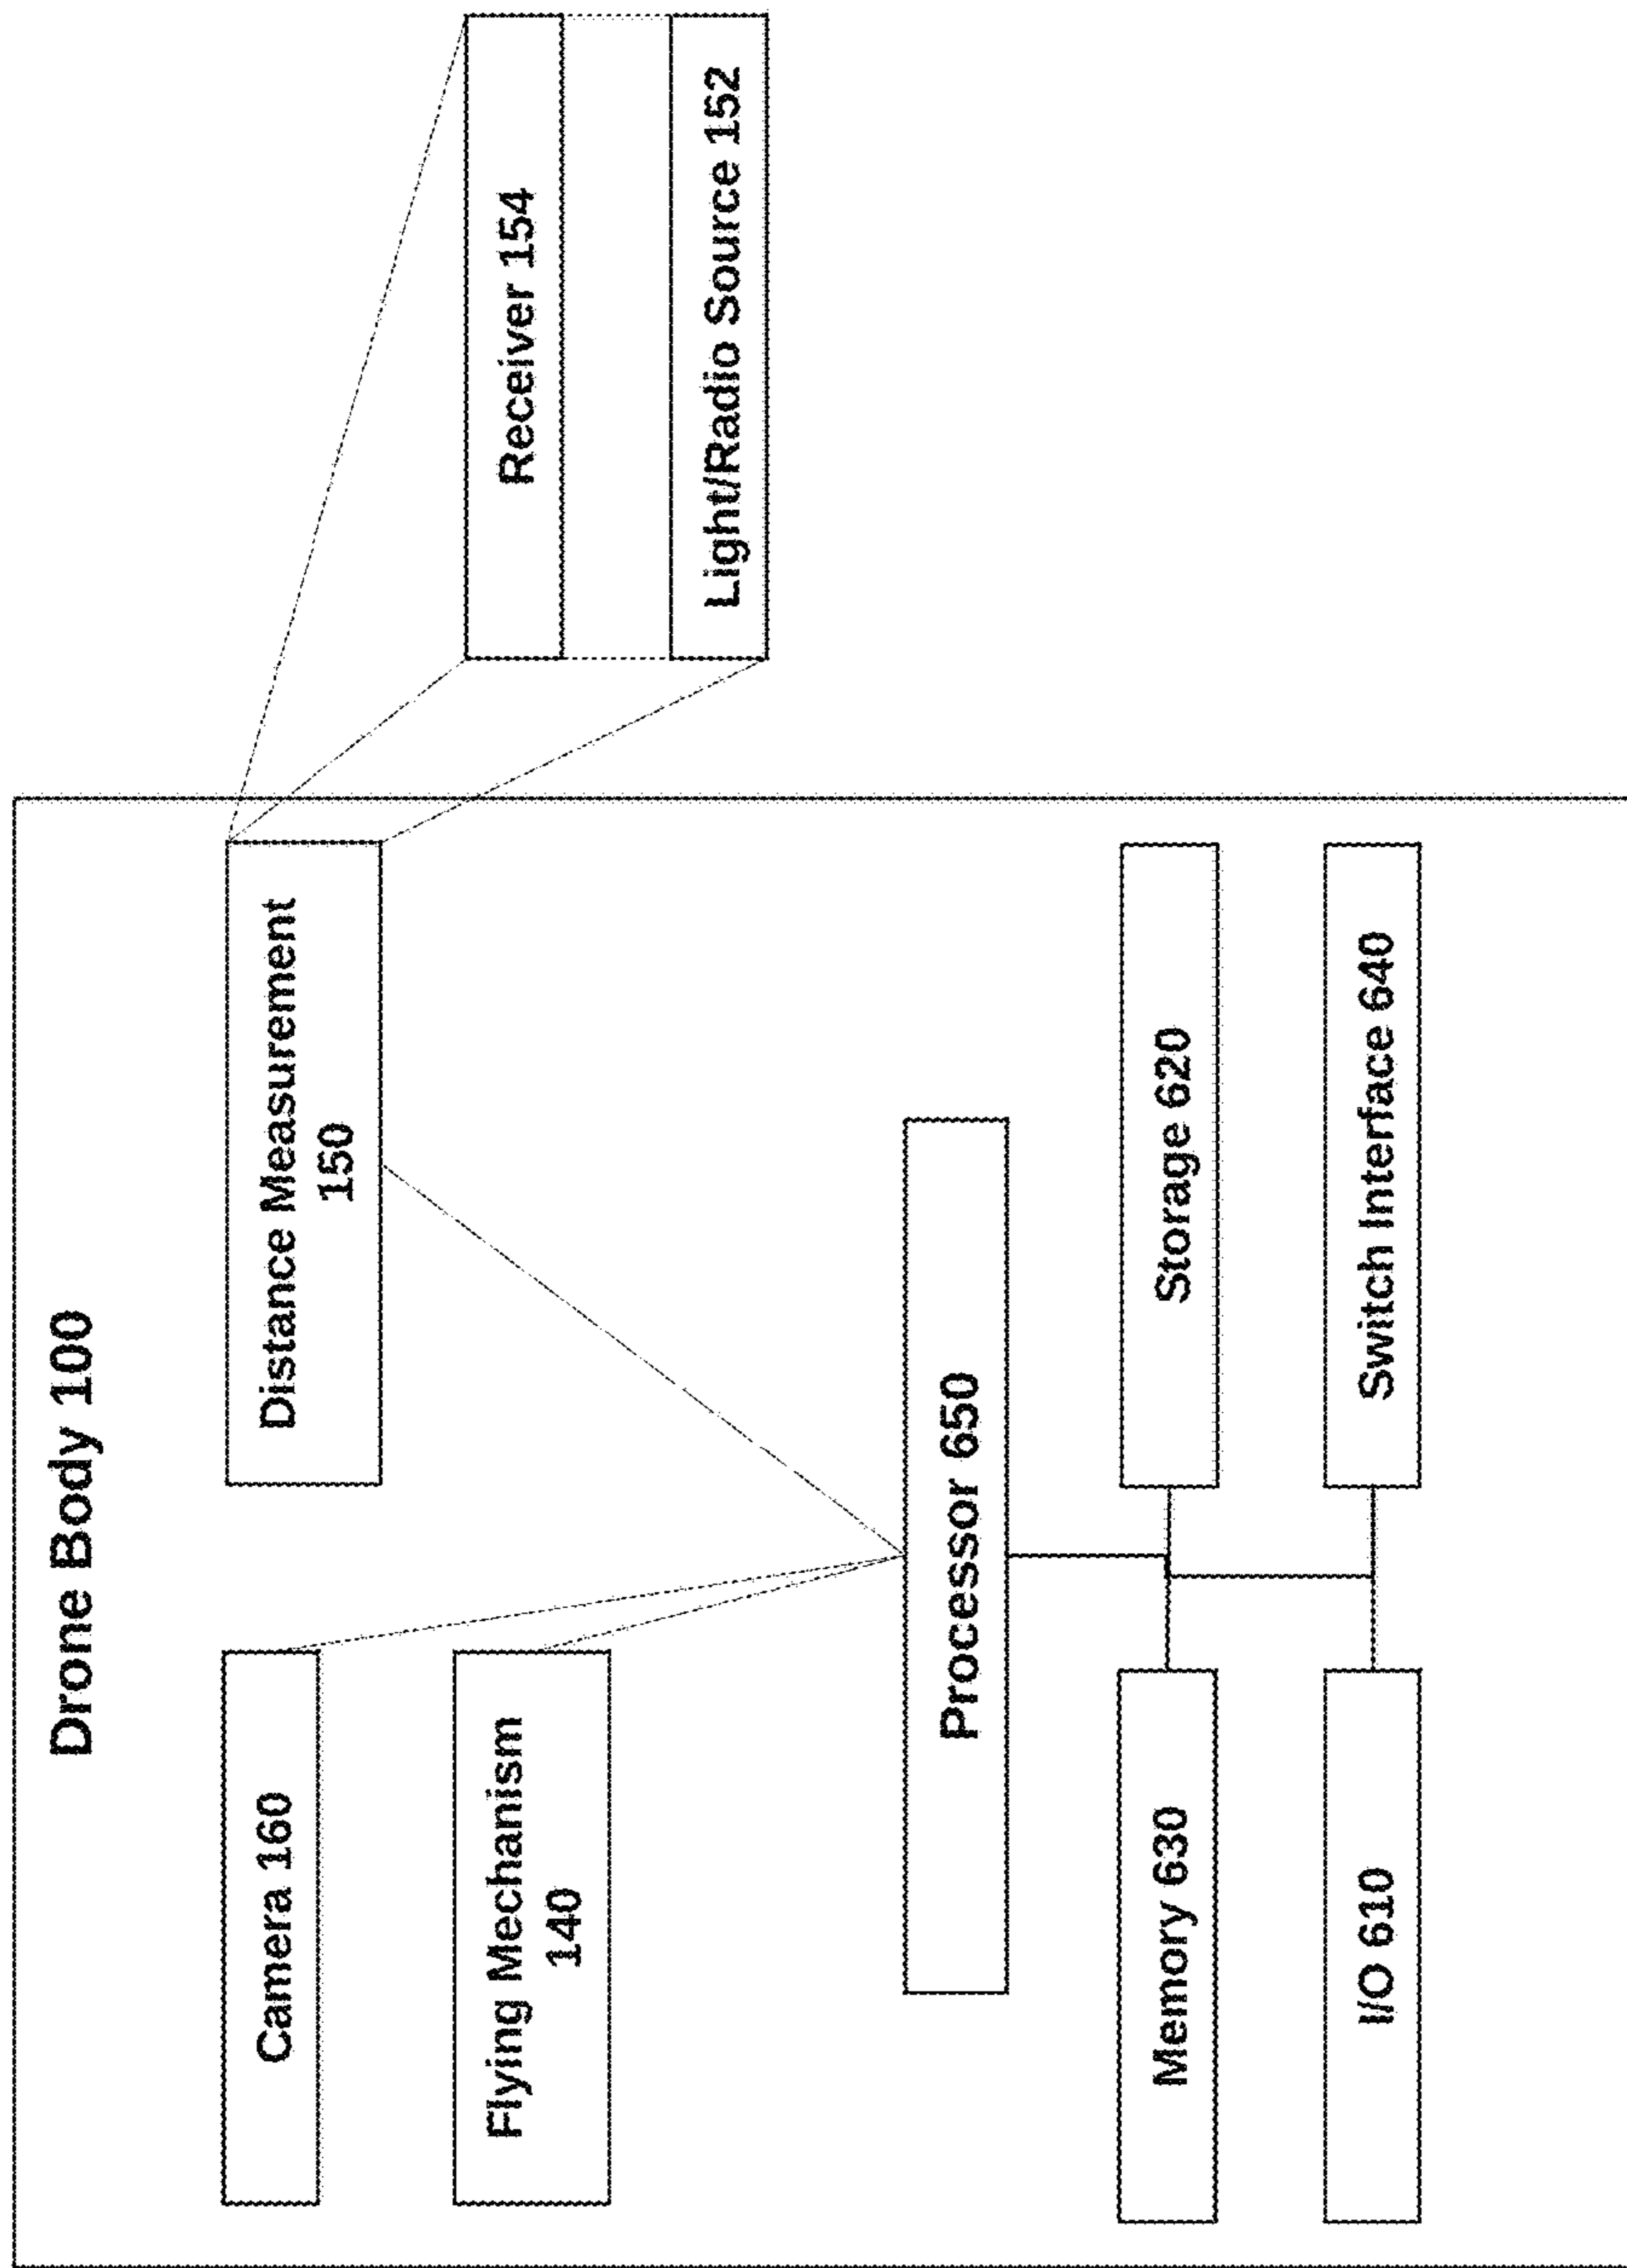 Drone Body 100
Camera 160
Distance Measurement
150
Flying Mechanism
140
Receiver 154
Light/Radio Source 152
Processor 650
Memory 630
Storage 620
I/O 610
Switch Interface 640